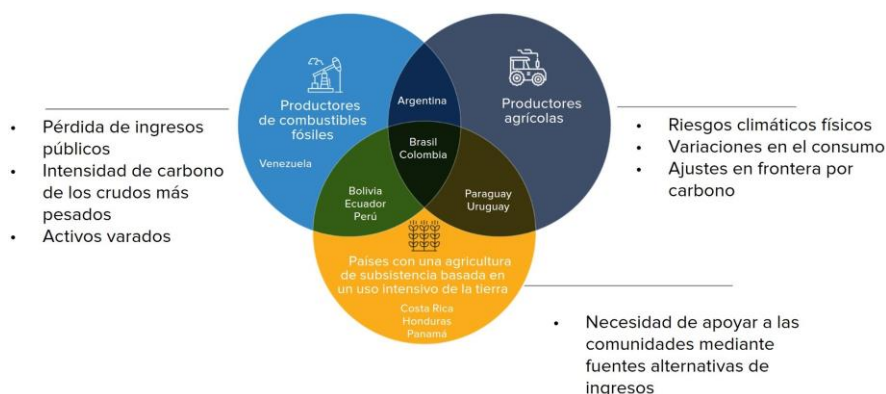 Productores
de combustibles
fósiles
Venezuela
Argentina
Productores
agrícolas
Brasil
Colombia
Bolivia
Ecuador
Perú
Paraguay
Uruguay
Países con una agricultura
de subsistencia basada en
un uso intensivo de la tierra
Costa Rica
Honduras
Panamá
• Pérdida de ingresos
públicos
• Intensidad de carbono
de los crudos más
pesados
• Activos varados
• Riesgos climáticos físicos
• Variaciones en el consumo
• Ajustes en frontera por
carbono
• Necesidad de apoyar a las
comunidades mediante
fuentes alternativas de
ingresos